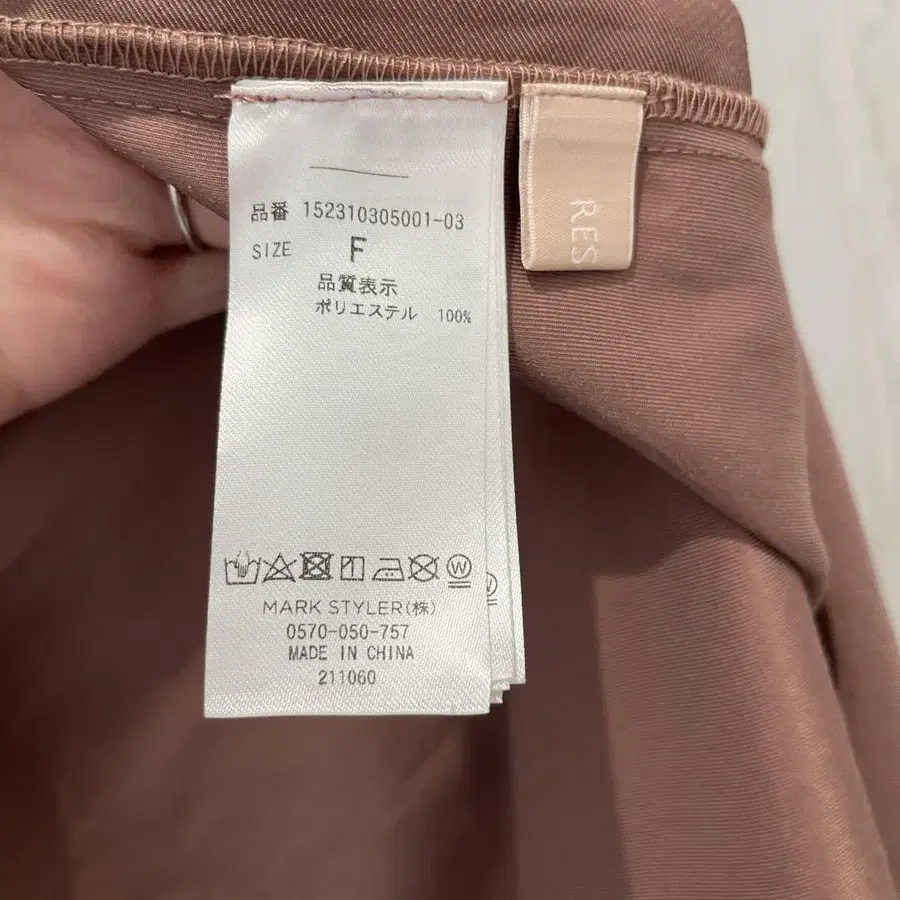 品番 152310305001-03
SIZE F
品質表示
ポリエステル 100%
MARK STYLER(株)
0570-050-757
MADE IN CHINA
211060
RES
W
W